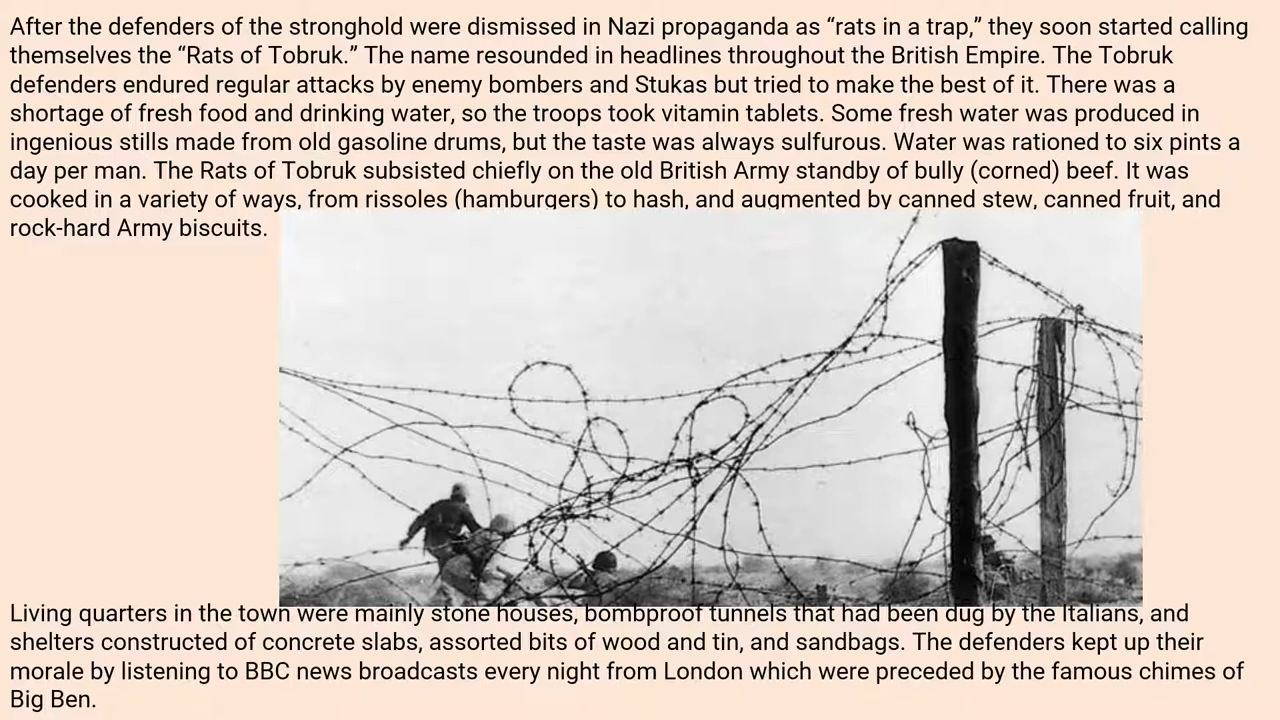 After the defenders of the stronghold were dismissed in Nazi propaganda as “rats in a trap,” they soon started calling
themselves the “Rats of Tobruk.” The name resounded in headlines throughout the British Empire. The Tobruk
defenders endured regular attacks by enemy bombers and Stukas but tried to make the best of it. There was a
shortage of fresh food and drinking water, so the troops took vitamin tablets. Some fresh water was produced in
ingenious stills made from old gasoline drums, but the taste was always sulfurous. Water was rationed to six pints a
day per man. The Rats of Tobruk subsisted chiefly on the old British Army standby of bully (corned) beef. It was
cooked in a variety of ways, from rissoles (hamburgers) to hash, and augmented by canned stew, canned fruit, and
rock-hard Army biscuits.
Living quarters in the town were mainly stone houses, bombproof tunnels that had been dug by the Italians, and
shelters constructed of concrete slabs, assorted bits of wood and tin, and sandbags. The defenders kept up their
morale by listening to BBC news broadcasts every night from London which were preceded by the famous chimes of
Big Ben.